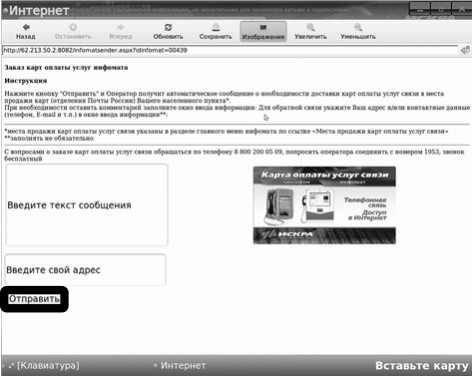 Интернет
Назад Остановить Вперед Обновить Сохранить Изображения Увеличить Уменьшить
http://62.213.50.2:8082/infomatsender.aspx?idinfomat=00439
Заказ карт оплаты услуг инфомата
Инструкция
Нажмите кнопку "Отправить" и Оператор получит автоматическое сообщение о необходимости доставки карт оплаты услуг связи в места
продажи карт (отделения Почты России) Вашего населенного пункта*.
При необходимости оставить комментарий заполните окно ввода информации: Для обратной связи укажите Ваш адрес и/или контактные данные
(телефон, E-mail и т.п.) в окне ввода информации**:
*места продажи карт оплаты услуг связи указаны в разделе главного меню инфомата по ссылке «Места продажи карт оплаты услуг связи»
**заполнить не обязательно
С вопросами о заказе карт оплаты услуг связи обращаться по телефону 8 800 200 05 09, попросить оператора соединить с номером 1953, звонок
бесплатный
Введите текст сообщения
Карта оплаты услуг связи
Телефонная
связь
Доступ
в Интернет
ИСКРА
Введите свой адрес
Отправить
[Клавиатура] Интернет Вставьте карту